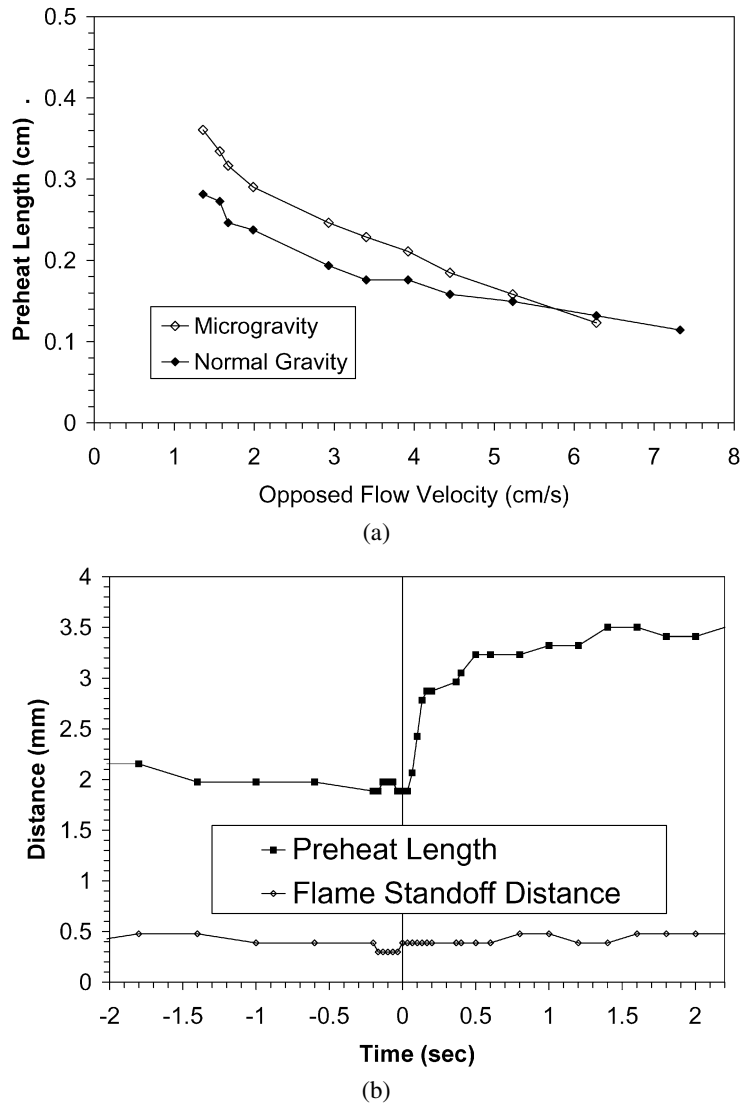 0.5
0.4
0.3
0.2
0.1
0
Preheat Length (cm) .
Microgravity
Normal Gravity
0 1 2 3 4 5 6 7 8
Opposed Flow Velocity (cm/s)
(a)
4
3.5
3
2.5
2
1.5
1
0.5
0
Distance (mm)
Preheat Length
Flame Standoff Distance
-2 -1.5 -1 -0.5 0 0.5 1 1.5 2
Time (sec)
(b)